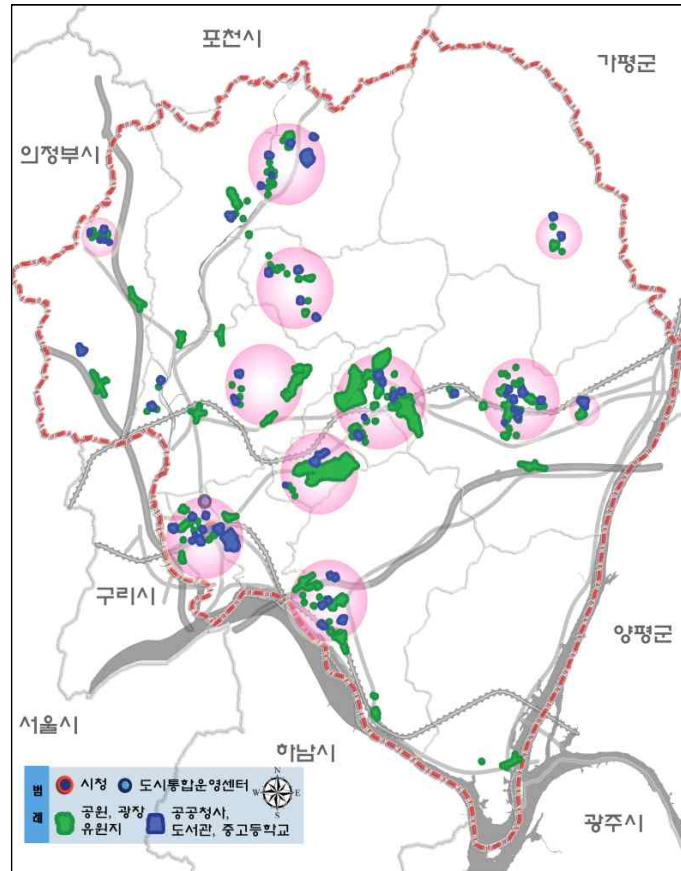 포천시
가평군
의정부시
구리시
양평군
서울시
하남시
광주시
범례
시청
도시통합운영센터
공원, 광장
유원지
공공청사,
도서관, 중고등학교
N
W E
S